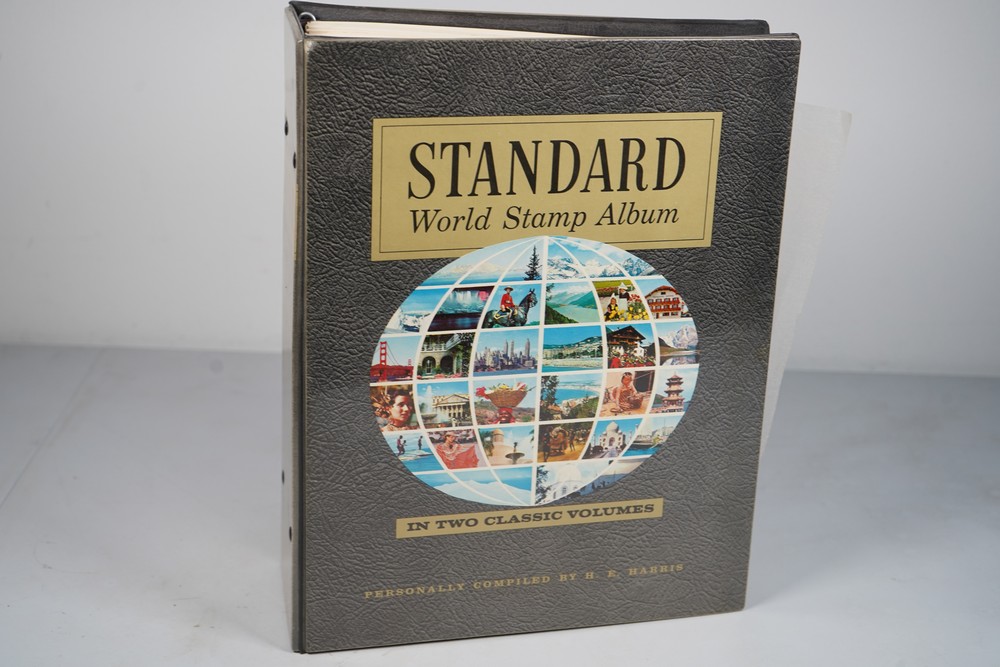 STANDARD
World Stamp Album
IN TWO CLASSIC VOLUMES
PERSONALLY COMPILED BY H. E. HARRIS